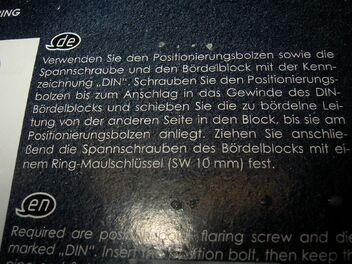 RING
de
Verwenden Sie den Positionierungsbolzen sowie die
Spannschraube und den Bördelblock mit der Kenn-
zeichnung „DIN". Schrauben Sie den Positionierungs-
bolzen bis zum Anschlag in das Gewinde des DIN-
Bördelblocks und schieben Sie die zu bördelne Lei-
tung von der anderen Seite in den Block, bis sie am
Positionierungsbolzen anliegt. Ziehen Sie anschlie-
ßend die Spannschrauben des Bördelblocks mit ei-
nem Ring-Maulschlüssel (SW 10 mm) fest.
en
Required are flaring screw and die
marked „DIN". Insert bolt, then keep the